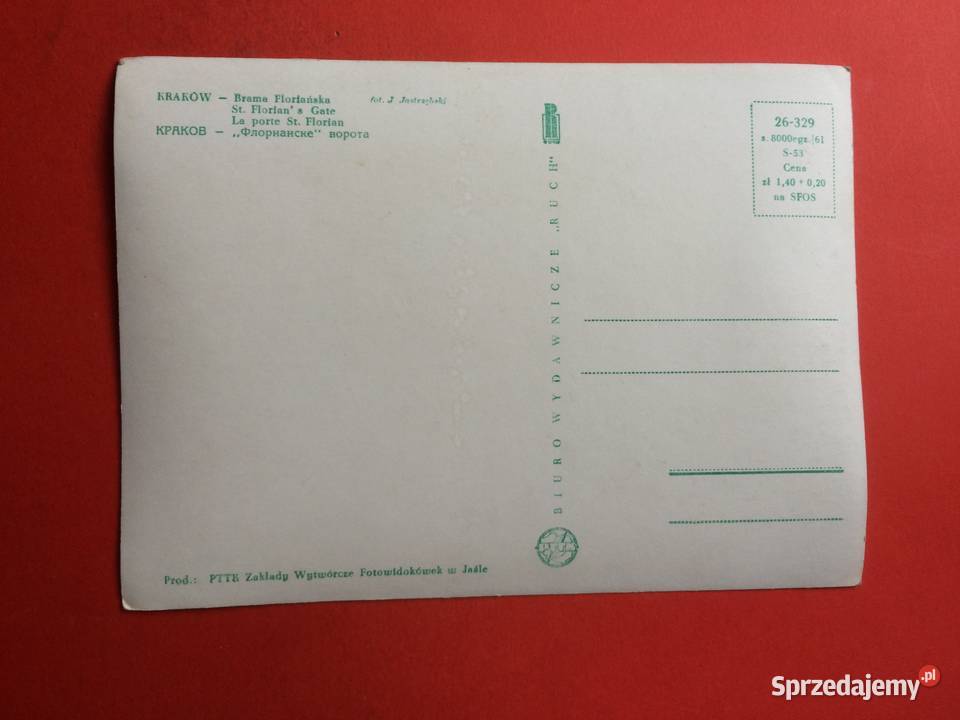 KRAKÓW — Brama Floriańska
fot. J. Jastrzębski
St. Florian's Gate
La porte St. Florian
КРАКОВ — „Флорианске" ворота
BIURO WYDAWNICZE „RUCH"
26-329
s. 8000egz./61
S-53
Cena
zł 1,40 + 0,20
na SFOS
Prod.: PTTK Zakłady Wytwórcze Fotowidokówek w Jaśle
Sprzedajemy.pl